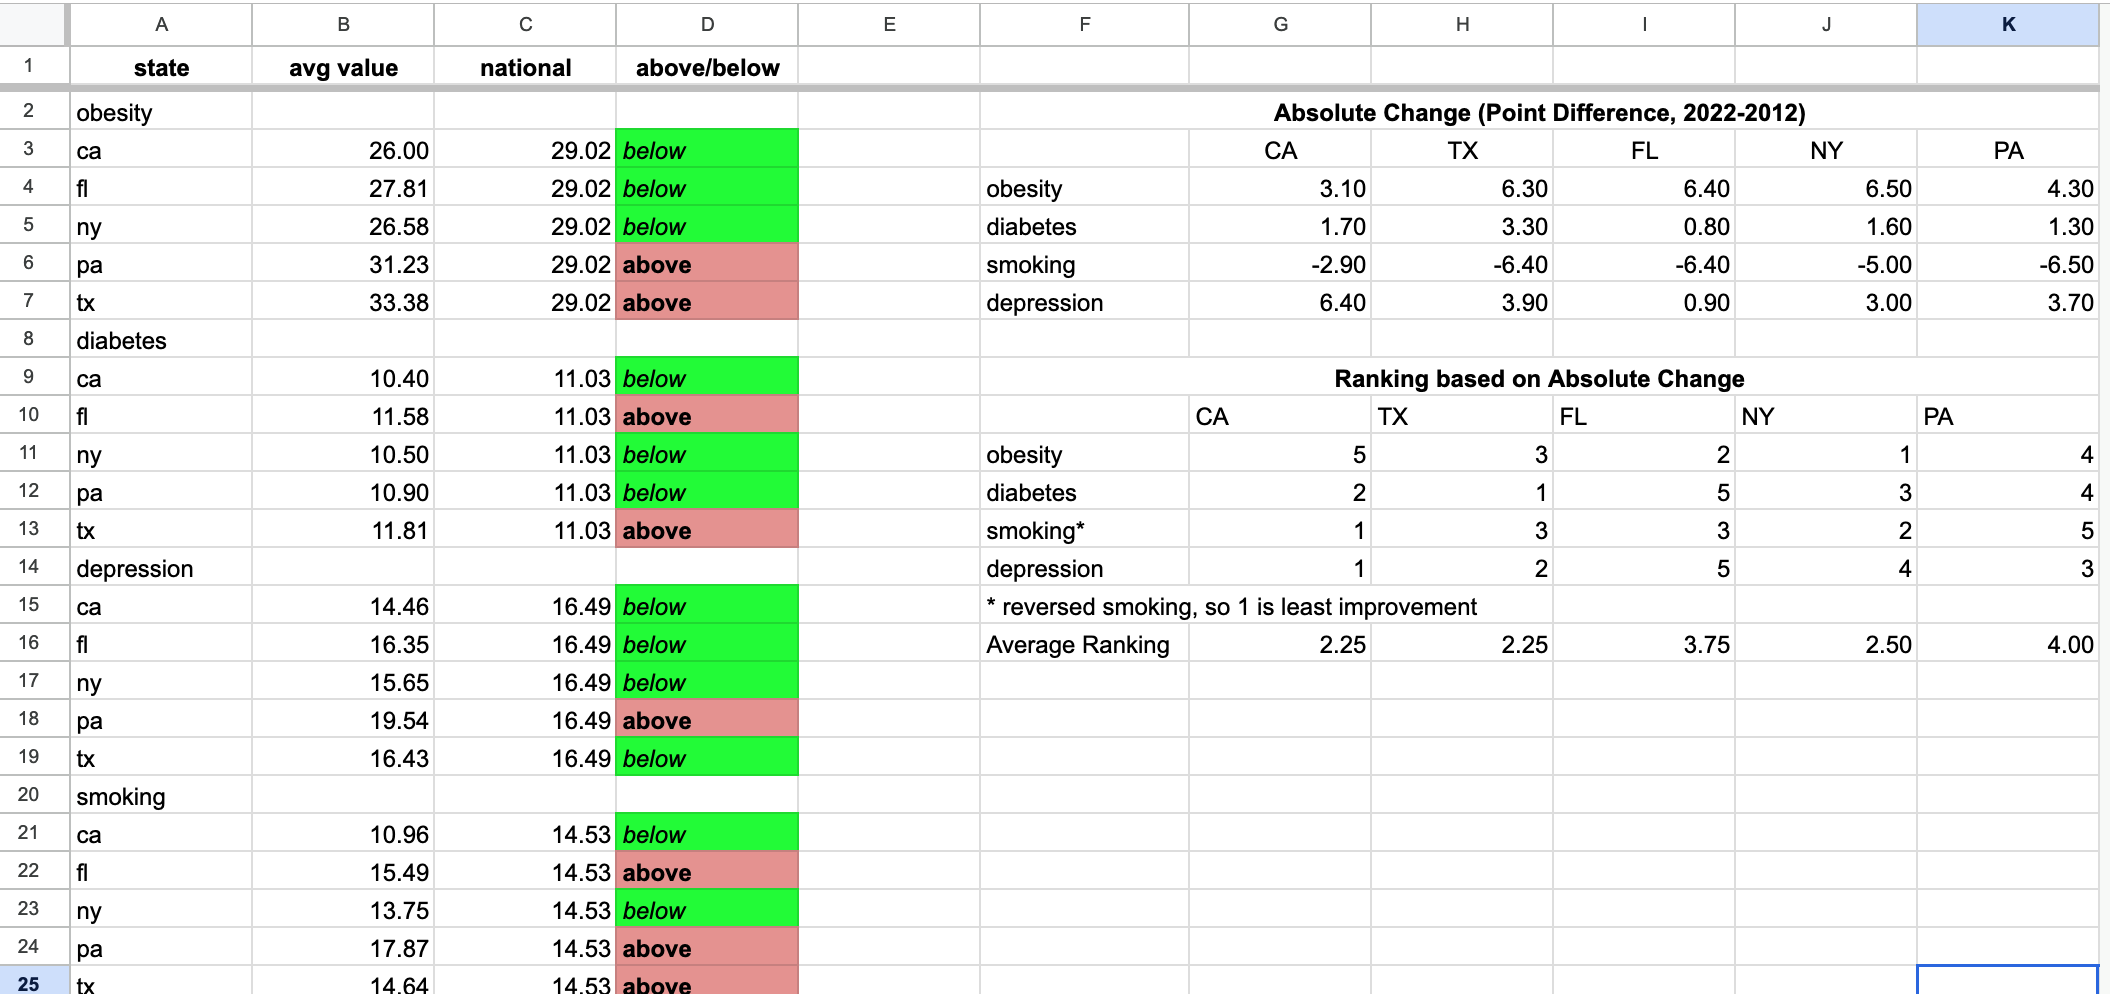 A B C D E F G H I J K
1 state avg value national above/below
2 obesity Absolute Change (Point Difference, 2022-2012)
3 ca 26.00 29.02 below CA TX FL NY PA
4 fl 27.81 29.02 below obesity 3.10 6.30 6.40 6.50 4.30
5 ny 26.58 29.02 below diabetes 1.70 3.30 0.80 1.60 1.30
6 pa 31.23 29.02 above smoking -2.90 -6.40 -6.40 -5.00 -6.50
7 tx 33.38 29.02 above depression 6.40 3.90 0.90 3.00 3.70
8 diabetes
9 ca 10.40 11.03 below Ranking based on Absolute Change
10 fl 11.58 11.03 above CA TX FL NY PA
11 ny 10.50 11.03 below obesity 5 3 2 1 4
12 pa 10.90 11.03 below diabetes 2 1 5 3 4
13 tx 11.81 11.03 above smoking* 1 3 3 2 5
14 depression depression 1 2 5 4 3
15 ca 14.46 16.49 below * reversed smoking, so 1 is least improvement
16 fl 16.35 16.49 below Average Ranking 2.25 2.25 3.75 2.50 4.00
17 ny 15.65 16.49 below
18 pa 19.54 16.49 above
19 tx 16.43 16.49 below
20 smoking
21 ca 10.96 14.53 below
22 fl 15.49 14.53 above
23 ny 13.75 14.53 below
24 pa 17.87 14.53 above
25 tx 14.64 14.53 above